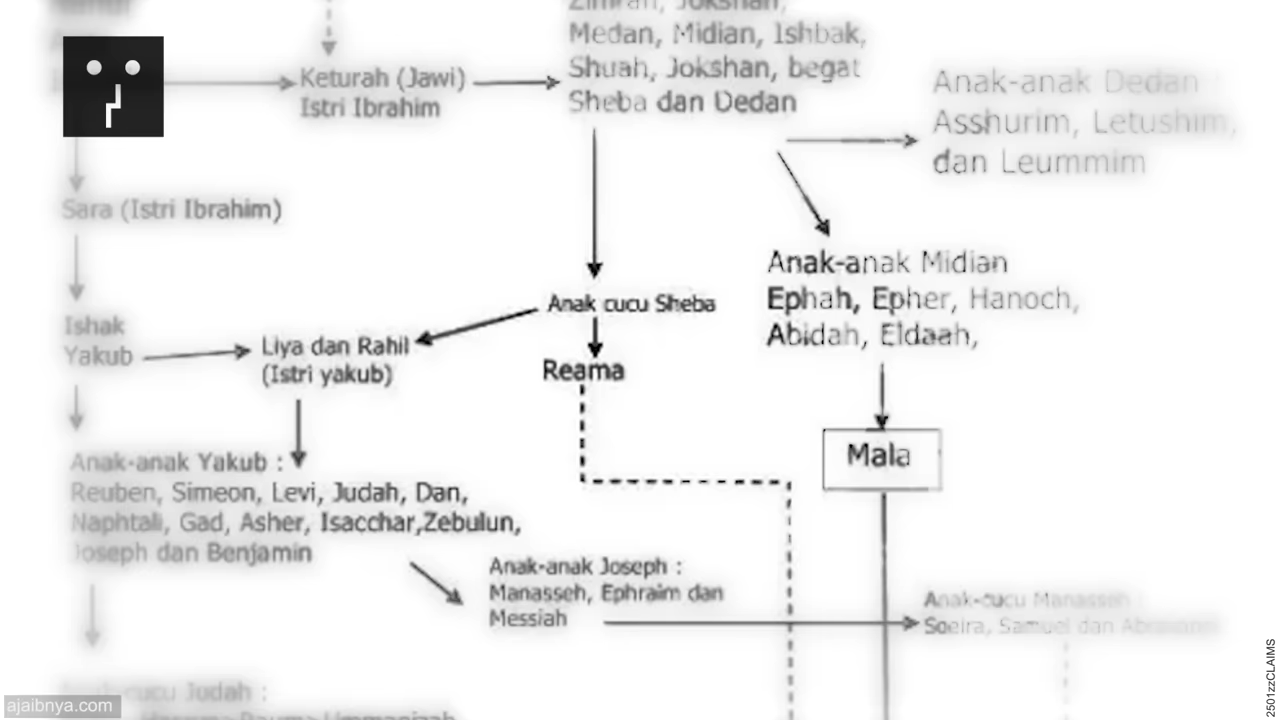 Zimran, Jokshan,
Medan, Midian, Ishbak,
Shuah, Jokshan, begat
Sheba dan Dedan
Keturah (Jawi)
Istri Ibrahim
Anak-anak Dedan :
Asshurim, Letushim,
dan Leummim
Sara (Istri Ibrahim)
Anak-anak Midian
Ephah, Epher, Hanoch,
Abidah, Eldaah,
Anak cucu Sheba
Ishak
Yakub
Liya dan Rahil
(Istri yakub)
Reama
Mala
Anak-anak Yakub :
Reuben, Simeon, Levi, Judah, Dan,
Naphtali, Gad, Asher, Isacchar,Zebulun,
Joseph dan Benjamin
Anak-anak Joseph :
Manasseh, Ephraim dan
Messiah
Anak-cucu Manasseh :
Soeira, Samuel dan
Anak-cucu Judah :
ajaibnya.com
2501zzCLAIMS